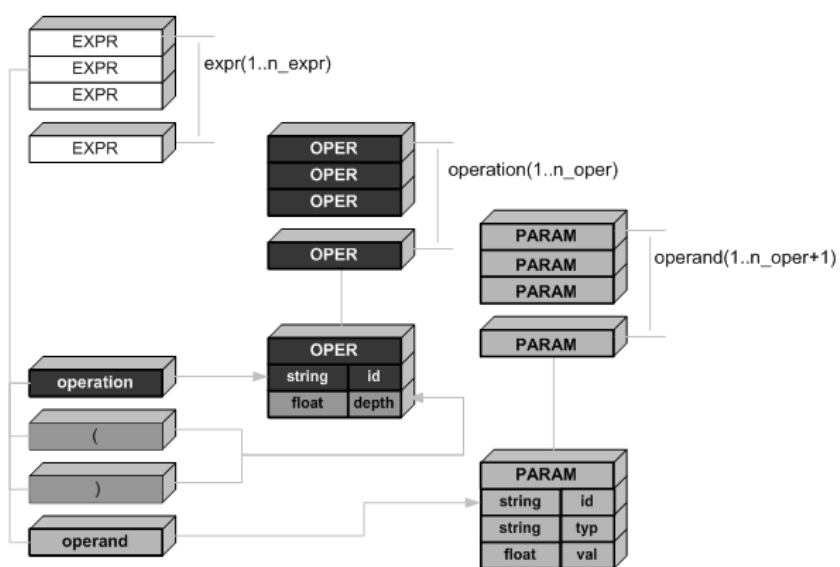 EXPR
EXPR
EXPR
EXPR
expr(1..n_expr)
OPER
OPER
OPER
OPER
operation(1..n_oper)
PARAM
PARAM
PARAM
PARAM
operand(1..n_oper+1)
OPER
string id
float depth
operation
(
)
operand
PARAM
string id
string typ
float val